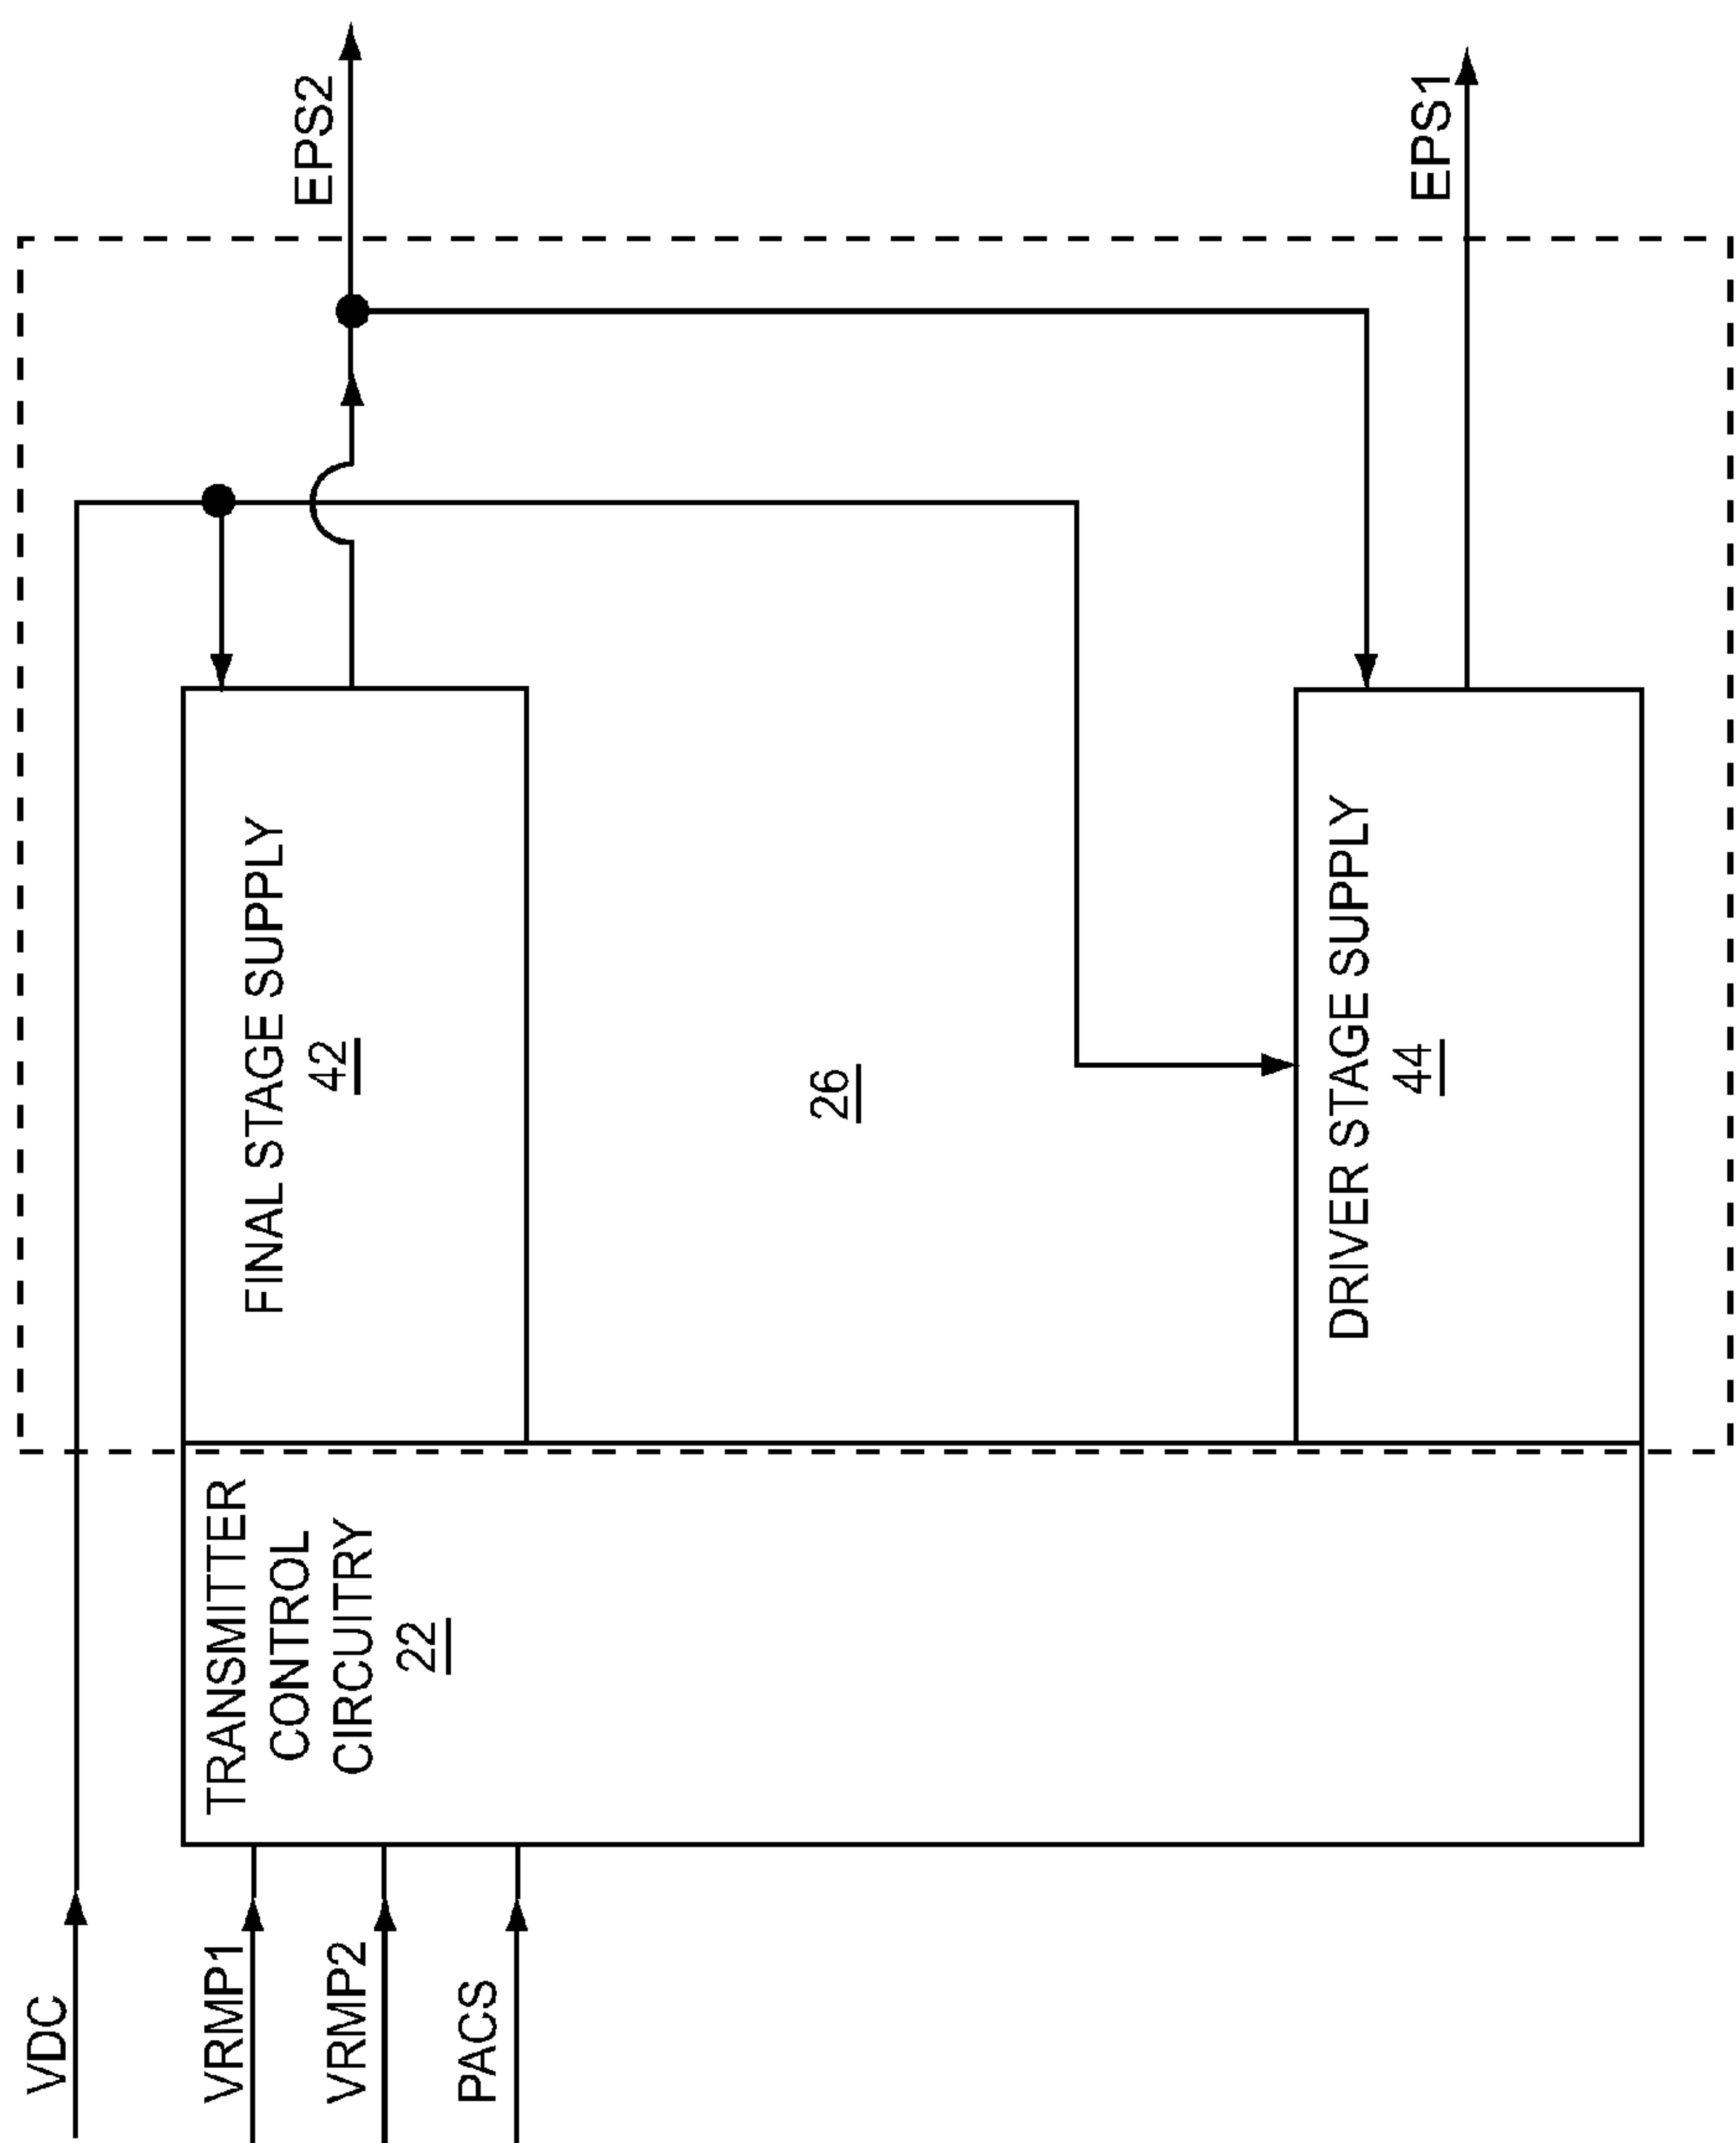 VDC
VRMP1
VRMP2
PACS
TRANSMITTER
CONTROL
CIRCUITRY
22
FINAL STAGE SUPPLY
42
26
DRIVER STAGE SUPPLY
44
EPS2
EPS1